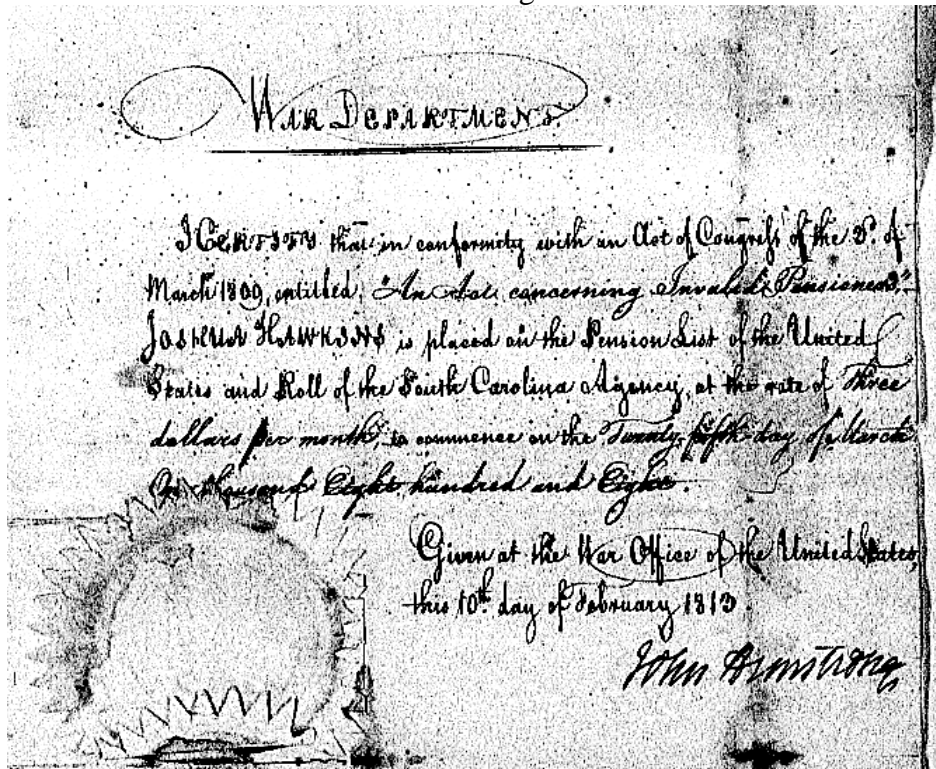 WAR DEPARTMENT.
I CERTIFY that in conformity with an Act of Congress of the 3d. of
March 1809, entitled, "An Act concerning Invalid Pensioners,"
JOSHUA HAWKINS is placed on the Pension List of the United
States and Roll of the South Carolina Agency, at the rate of Three
dollars per month, to commence on the Twenty-fifth day of March
One thousand Eight hundred and Eight.
Given at the War Office of the United States,
this 10th. day of February 1813.
John Armstrong